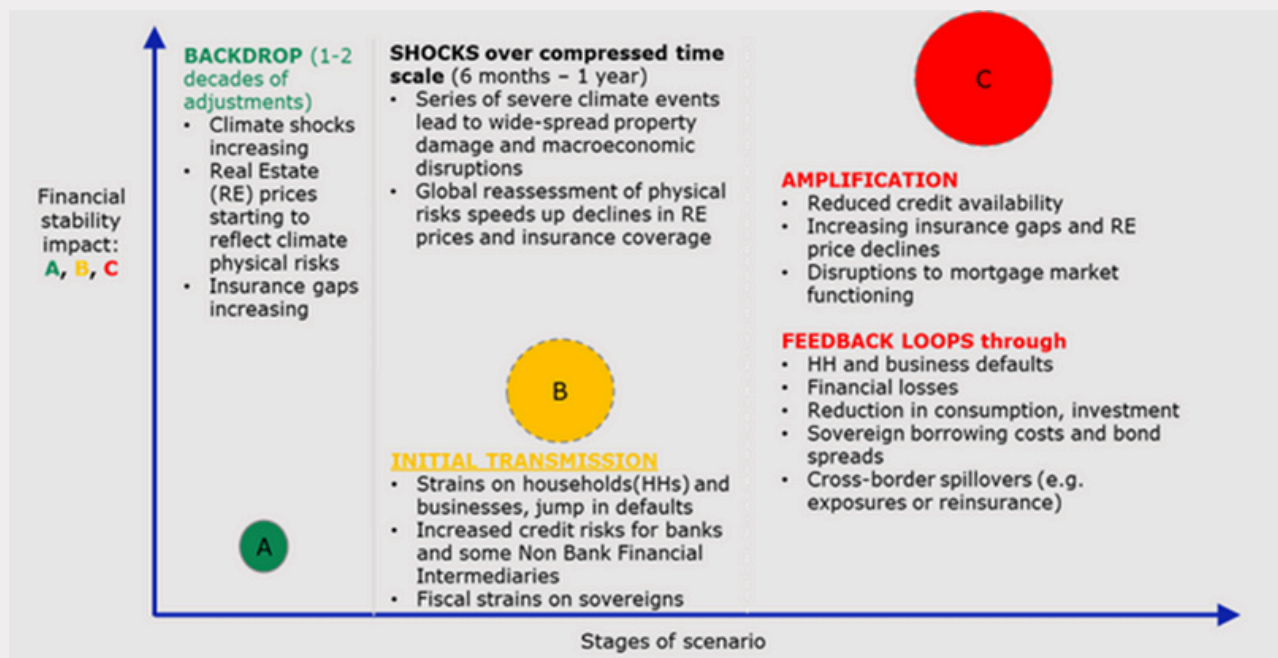 Financial
stability
impact:
A, B, C
BACKDROP (1-2
decades of
adjustments)
• Climate shocks
increasing
• Real Estate
(RE) prices
starting to
reflect climate
physical risks
• Insurance gaps
increasing
A
SHOCKS over compressed time
scale (6 months – 1 year)
• Series of severe climate events
lead to wide-spread property
damage and macroeconomic
disruptions
• Global reassessment of physical
risks speeds up declines in RE
prices and insurance coverage
B
INITIAL TRANSMISSION
• Strains on households(HHs) and
businesses, jump in defaults
• Increased credit risks for banks
and some Non Bank Financial
Intermediaries
• Fiscal strains on sovereigns
C
AMPLIFICATION
• Reduced credit availability
• Increasing insurance gaps and RE
price declines
• Disruptions to mortgage market
functioning
FEEDBACK LOOPS through
• HH and business defaults
• Financial losses
• Reduction in consumption, investment
• Sovereign borrowing costs and bond
spreads
• Cross-border spillovers (e.g.
exposures or reinsurance)
Stages of scenario